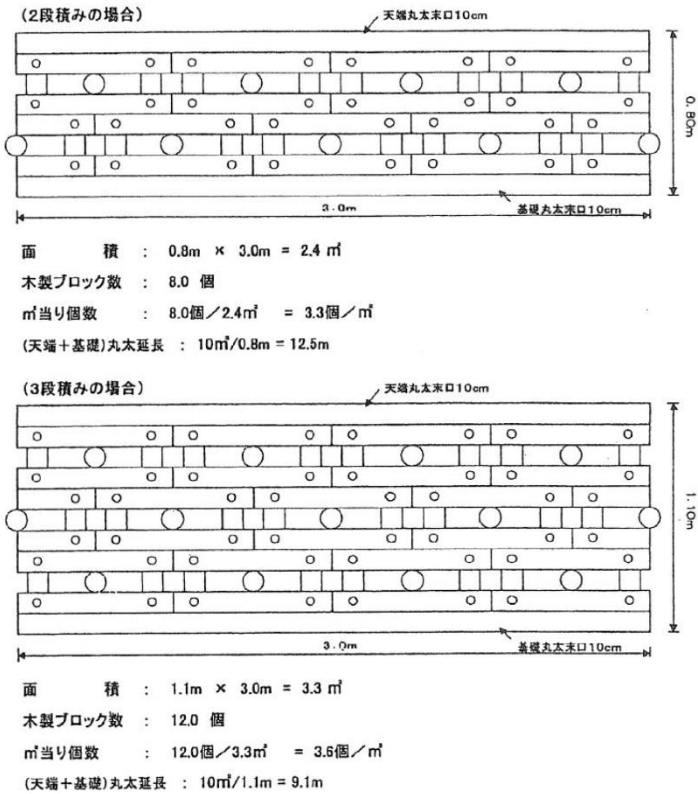 (2段積みの場合)
天端丸太末口10cm
0.80m
3.0m
基礎丸太末口10cm
面 積 : 0.8m × 3.0m = 2.4 ㎡
木製ブロック数 : 8.0 個
㎡当り個数 : 8.0個/2.4㎡ = 3.3個/㎡
(天端+基礎)丸太延長 : 10㎡/0.8m = 12.5m
(3段積みの場合)
天端丸太末口10cm
1.10m
3.0m
基礎丸太末口10cm
面 積 : 1.1m × 3.0m = 3.3 ㎡
木製ブロック数 : 12.0 個
㎡当り個数 : 12.0個/3.3㎡ = 3.6個/㎡
(天端+基礎)丸太延長 : 10㎡/1.1m = 9.1m